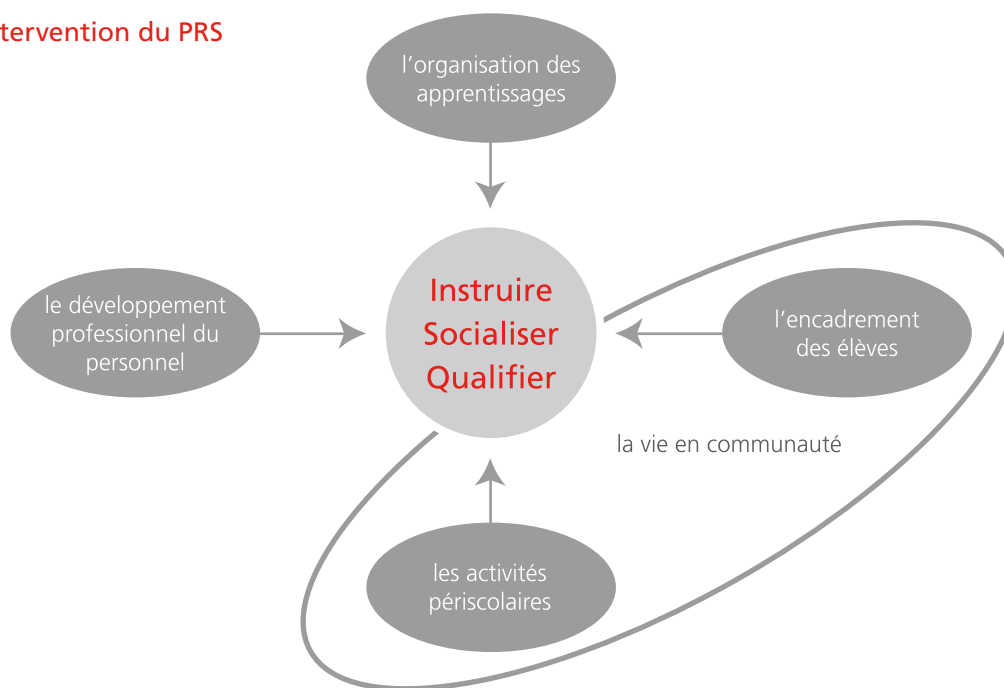 tervention du PRS
l'organisation des
apprentissages
le développement
professionnel du
personnel
Instruire
Socialiser
Qualifier
l'encadrement
des élèves
la vie en communauté
les activités
périscolaires